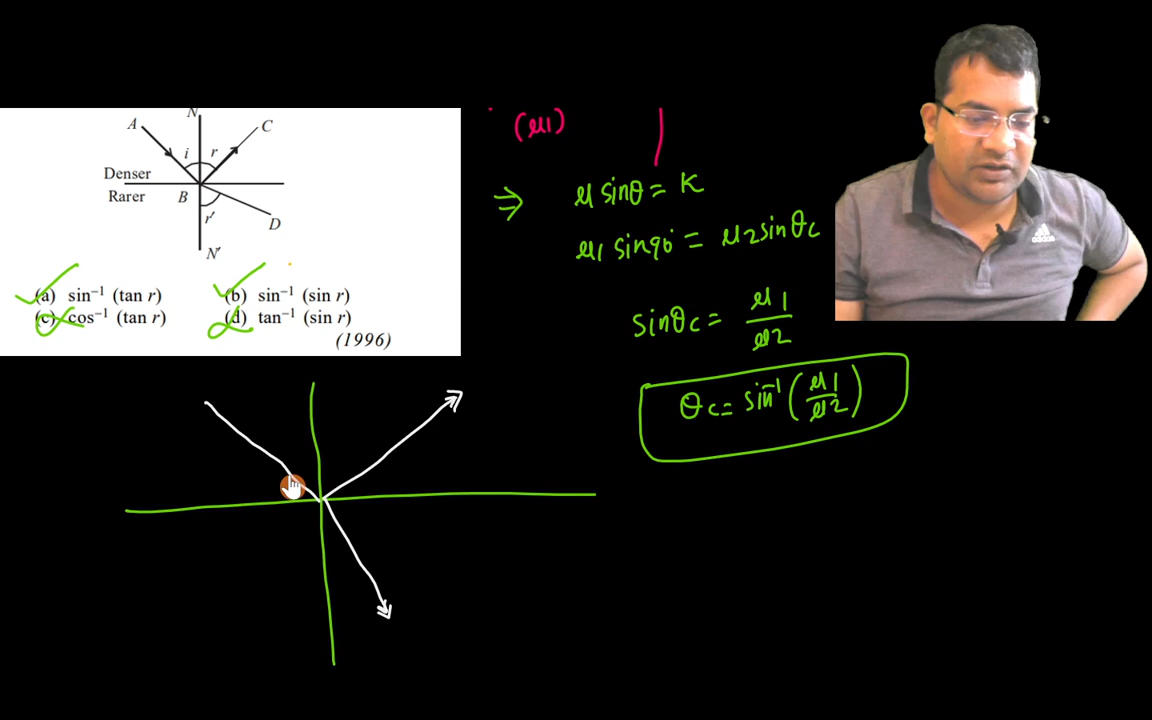 N
A
C
i
r
Denser
Rarer
B
r'
D
N'
(a) sin⁻¹ (tan r)
(b) sin⁻¹ (sin r)
(c) cos⁻¹ (tan r)
(d) tan⁻¹ (sin r)
(1996)
(μ1)
⇒ μ sinθ = K
μ1 sin90° = μ2 sinθc
sinθc = μ1/μ2
θc = sin⁻¹ (μ1/μ2)
adidas